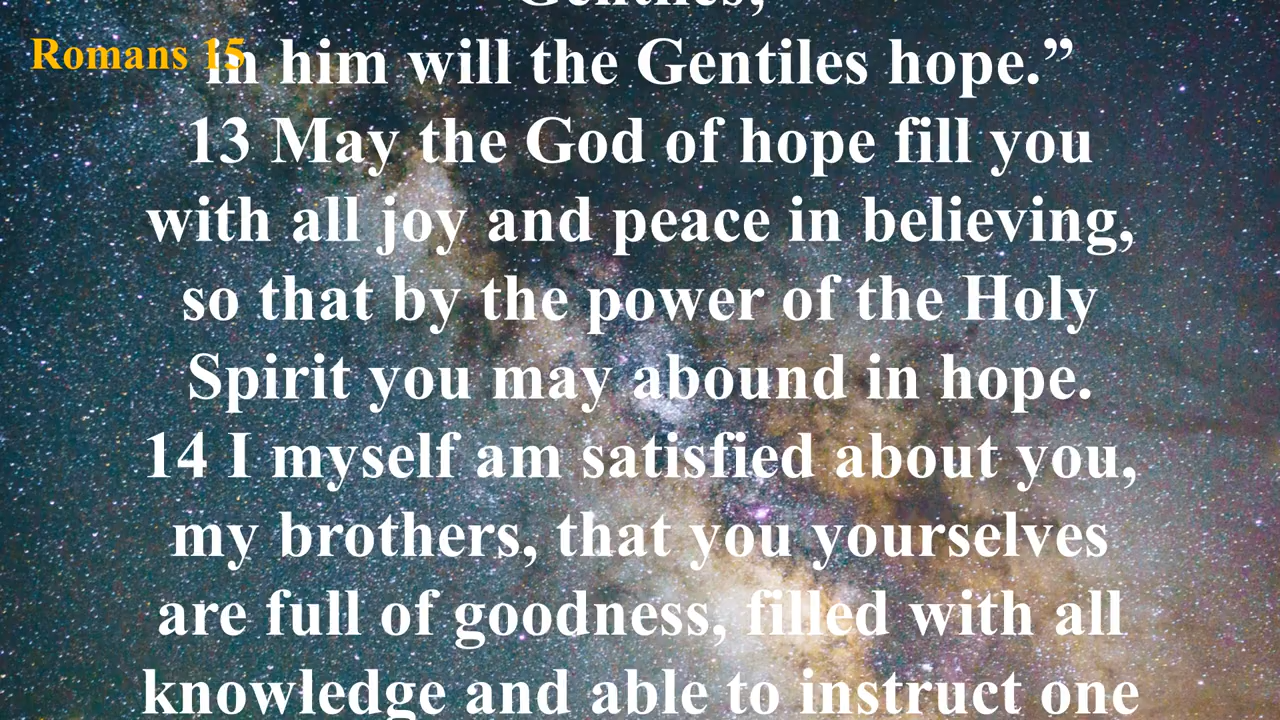 Gentiles,
Romans 15
in him will the Gentiles hope.”
13 May the God of hope fill you
with all joy and peace in believing,
so that by the power of the Holy
Spirit you may abound in hope.
14 I myself am satisfied about you,
my brothers, that you yourselves
are full of goodness, filled with all
knowledge and able to instruct one